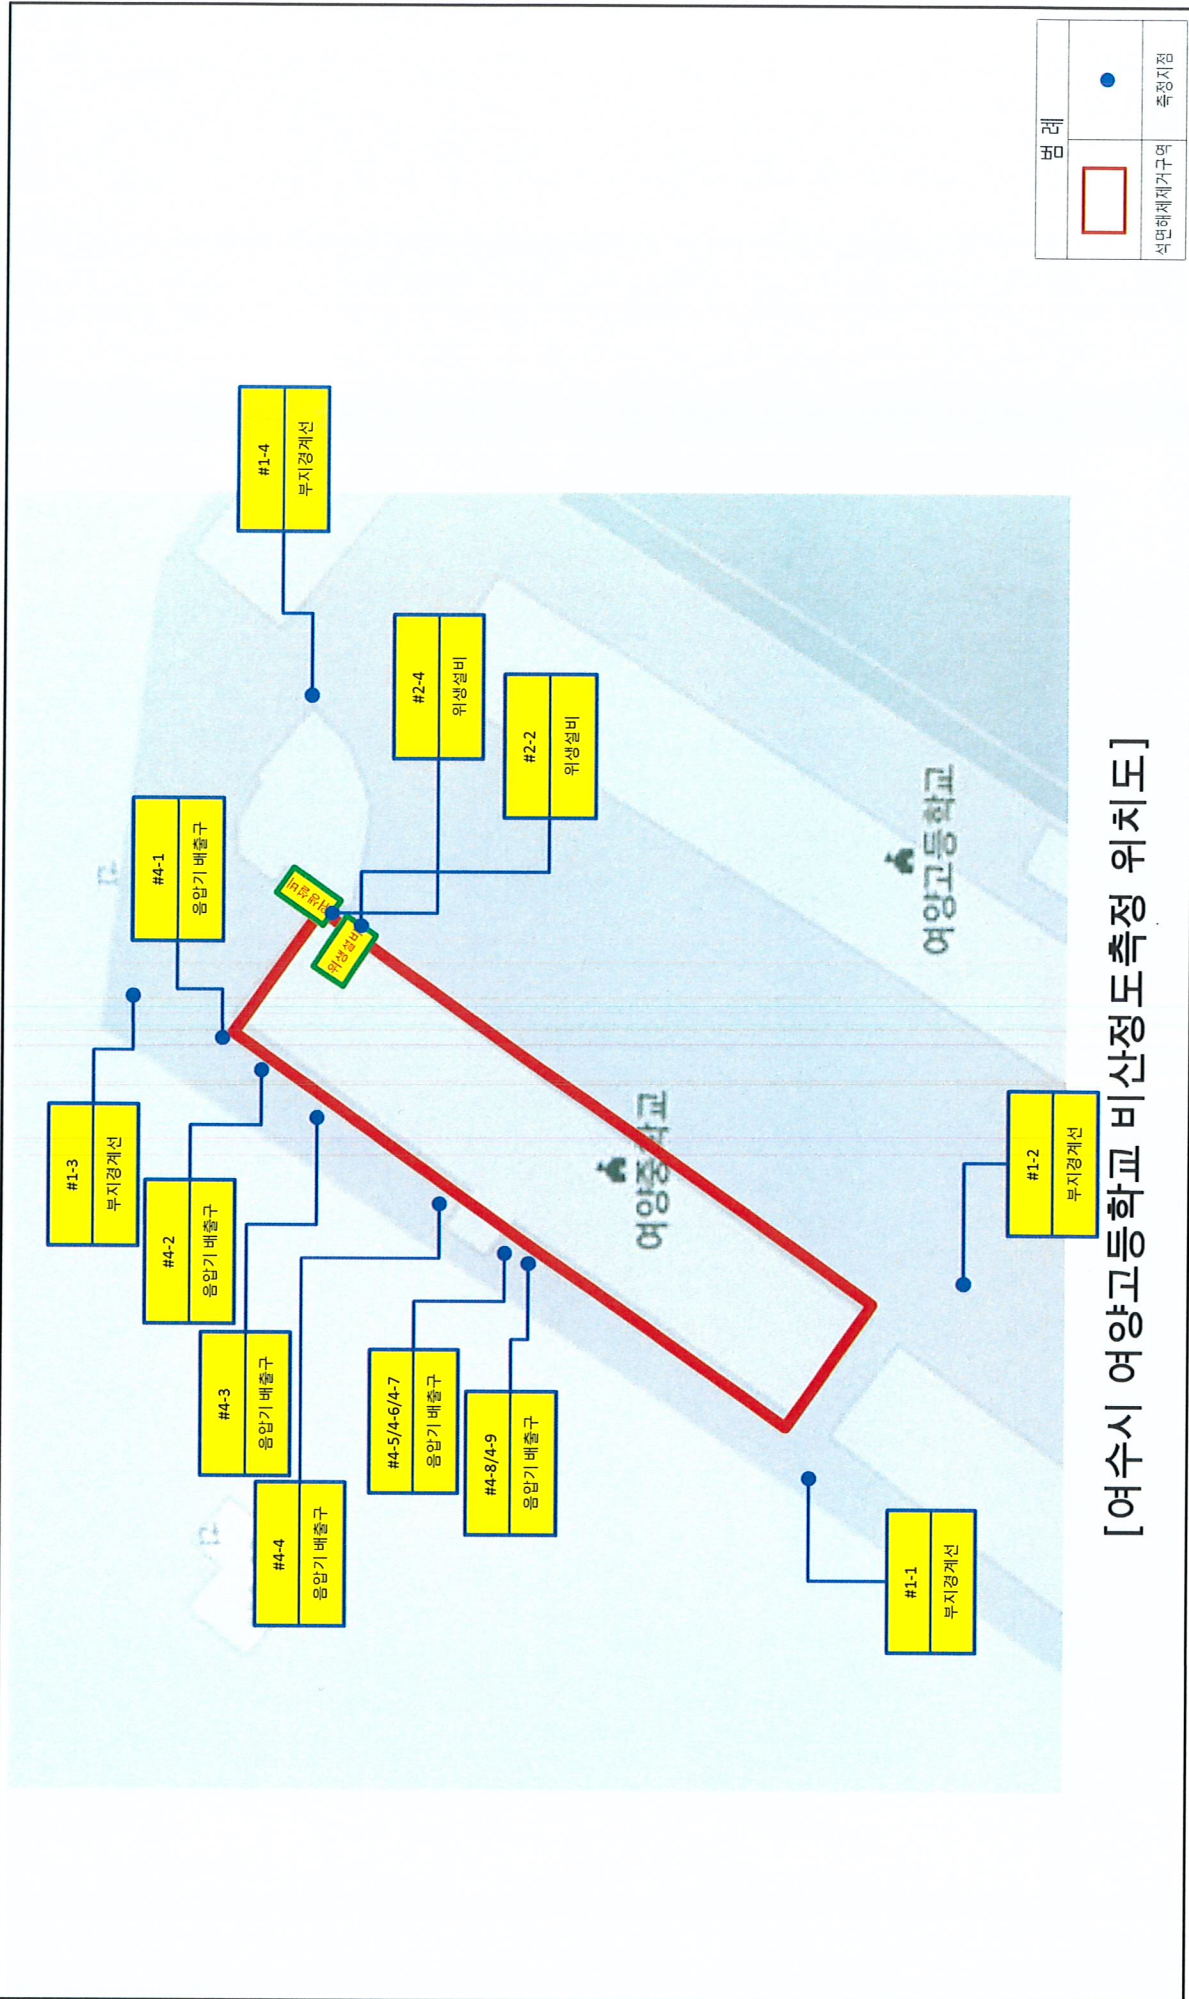 범 례
석면해체제거구역
측정지점
#1-4
부지경계선
#2-4
위생설비
#2-2
위생설비
#4-1
음압기 배출구
위생설비
위생설비
#1-3
부지경계선
#4-2
음압기 배출구
#4-3
음압기 배출구
#4-4
음압기 배출구
#4-5/4-6/4-7
음압기 배출구
#4-8/4-9
음압기 배출구
여양고등학교
여양중학교
#1-2
부지경계선
#1-1
부지경계선
[여수시 여양고등학교 비산정도측정 위치도]